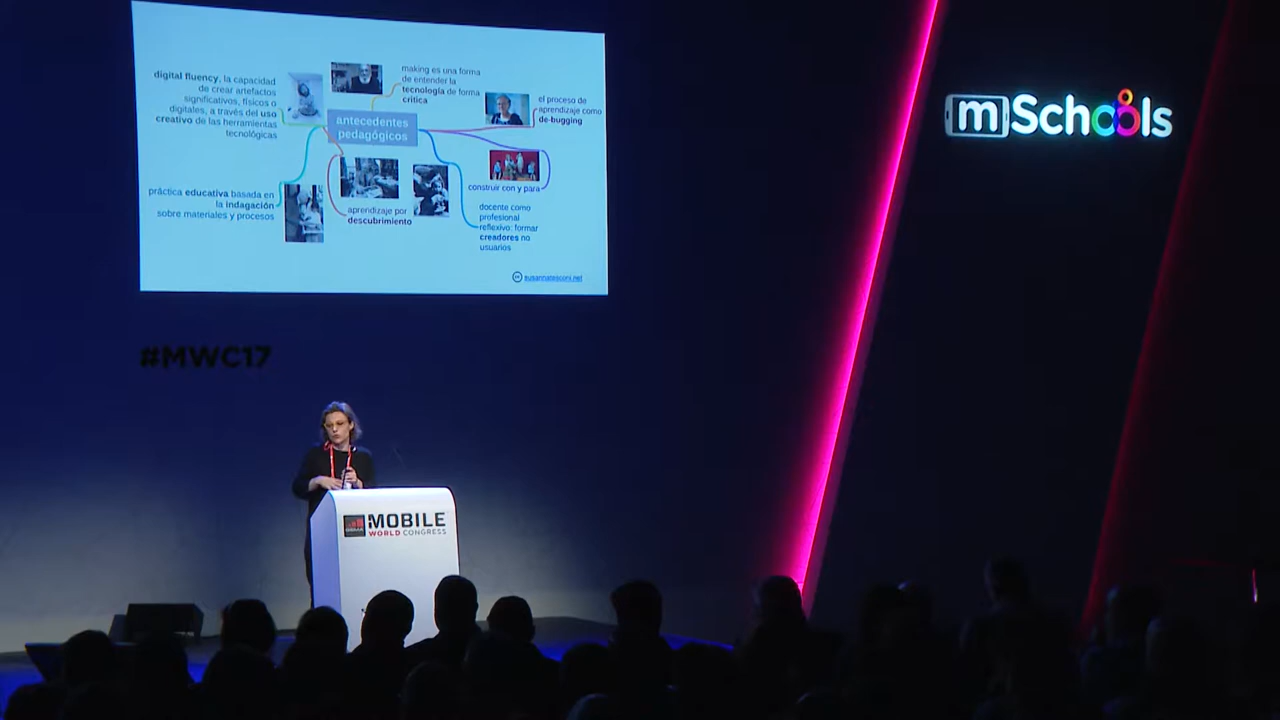 digital fluency, la capacidad
de crear artefactos
significativos, físicos o
digitales, a través del uso
creativo de las herramientas
tecnológicas
making es una forma
de entender la
tecnología de forma
crítica
el proceso de
aprendizaje como
de-bugging
antecedentes
pedagógicos
construir con y para
práctica educativa basada en
la indagación
sobre materiales y procesos
aprendizaje por
descubrimiento
docente como
profesional
reflexivo: formar
creadores no
usuarios
susannatesconi.net
mSchools
#MWC17
MOBILE
WORLD CONGRESS